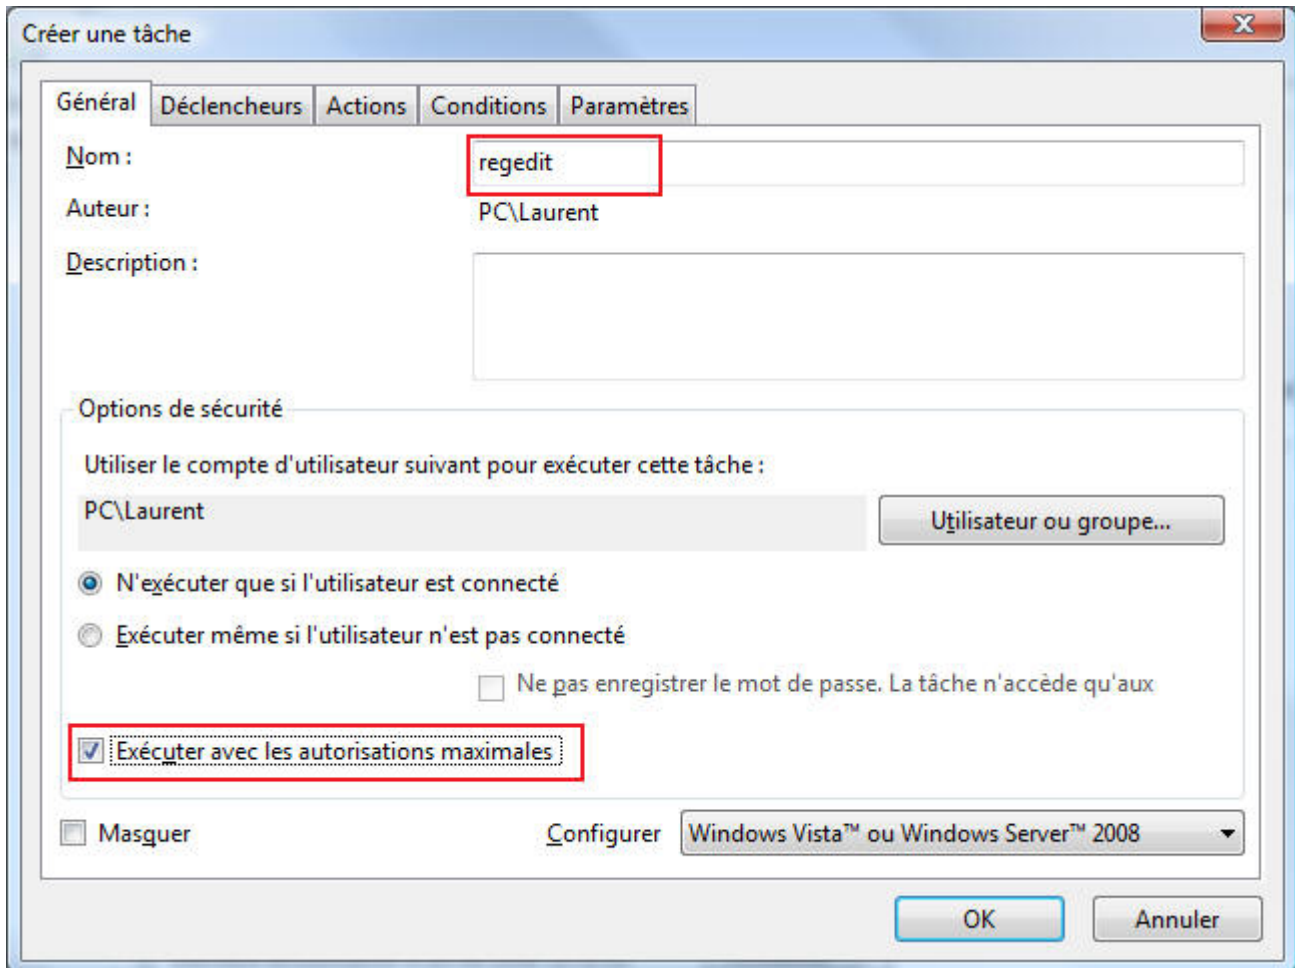 Créer une tâche
Général Déclencheurs Actions Conditions Paramètres
Nom : regedit
Auteur : PC\Laurent
Description :
Options de sécurité
Utiliser le compte d'utilisateur suivant pour exécuter cette tâche :
PC\Laurent Utilisateur ou groupe...
N'exécuter que si l'utilisateur est connecté
Exécuter même si l'utilisateur n'est pas connecté
Ne pas enregistrer le mot de passe. La tâche n'accède qu'aux
Exécuter avec les autorisations maximales
Masquer Configurer Windows Vista™ ou Windows Server™ 2008
OK Annuler